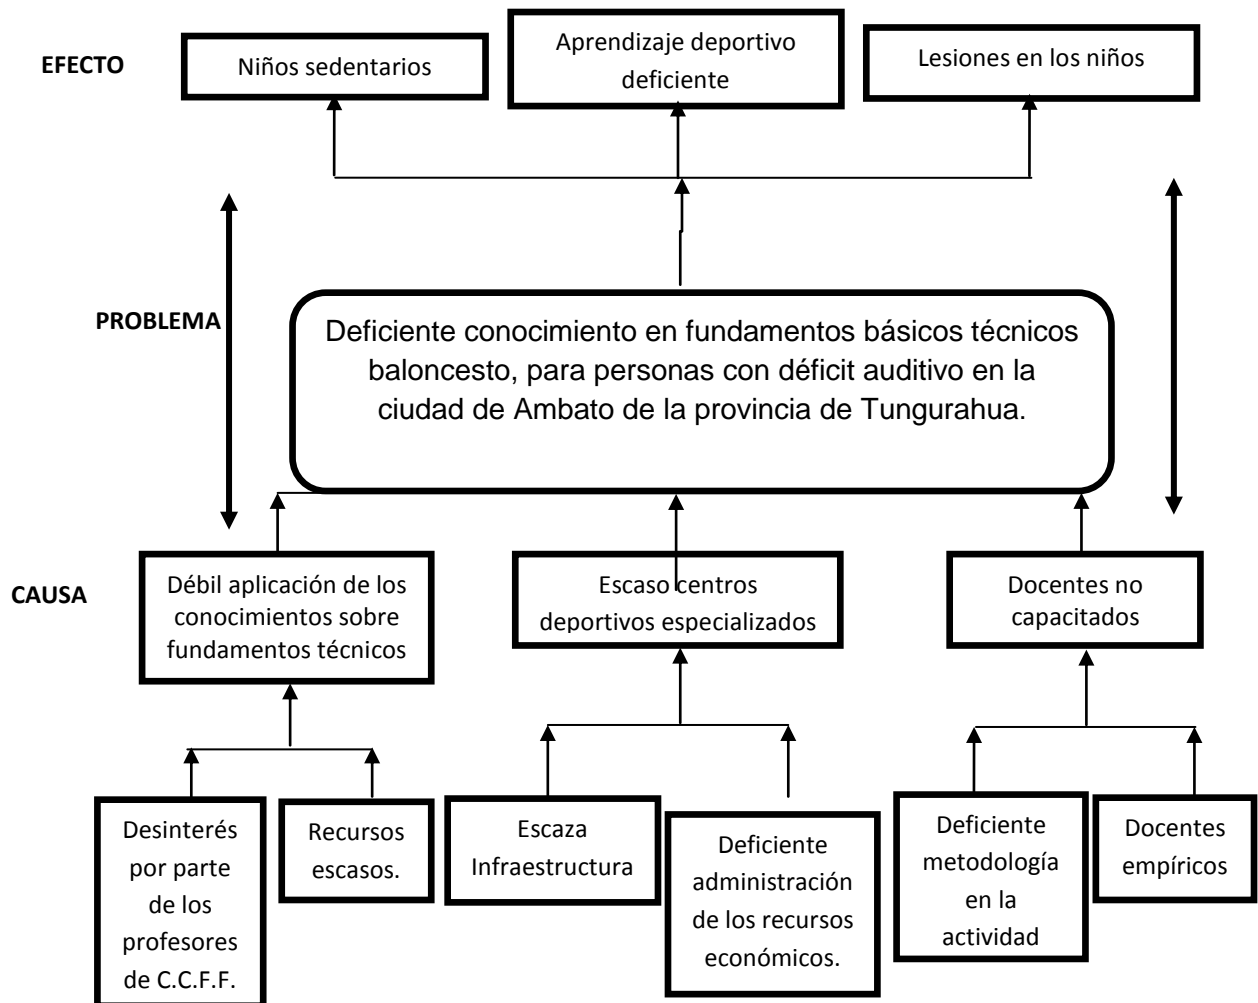 EFECTO
Niños sedentarios
Aprendizaje deportivo
deficiente
Lesiones en los niños
PROBLEMA
Deficiente conocimiento en fundamentos básicos técnicos
baloncesto, para personas con déficit auditivo en la
ciudad de Ambato de la provincia de Tungurahua.
CAUSA
Débil aplicación de los
conocimientos sobre
fundamentos técnicos
Escaso centros
deportivos especializados
Docentes no
capacitados
Desinterés
por parte
de los
profesores
de C.C.F.F.
Recursos
escasos.
Escaza
Infraestructura
Deficiente
administración
de los recursos
económicos.
Deficiente
metodología
en la
actividad
Docentes
empíricos